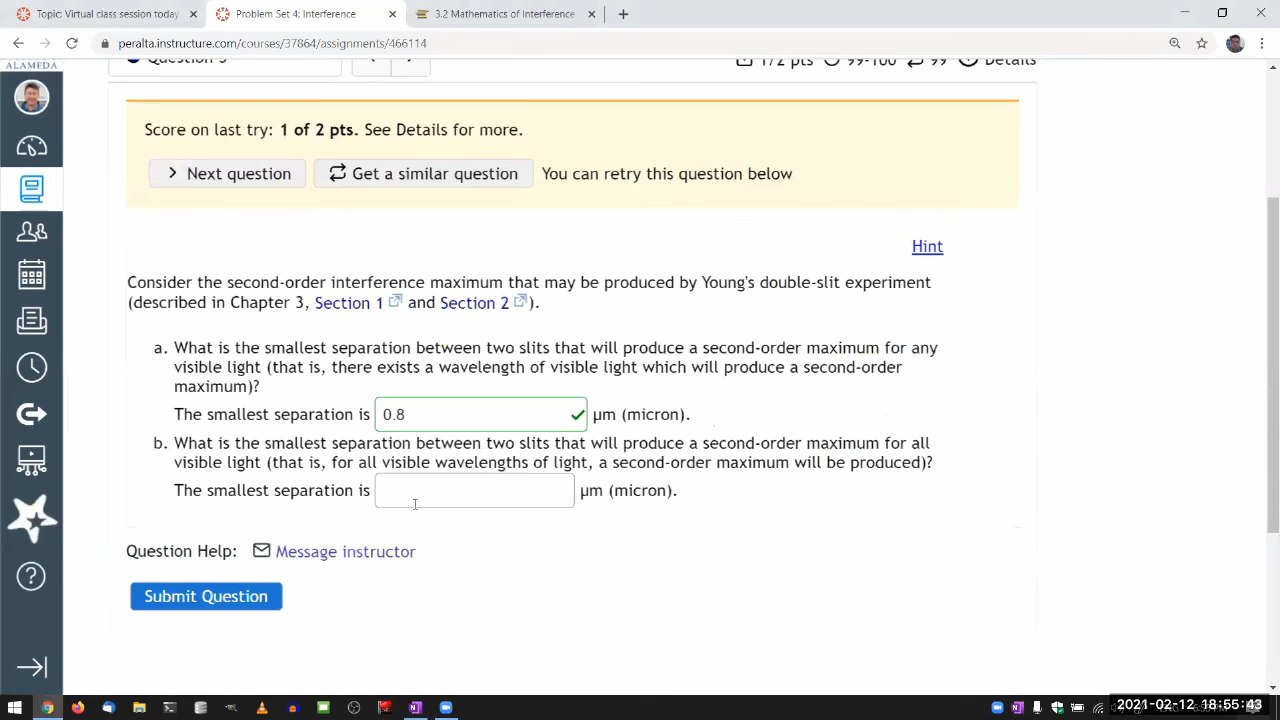 Topic: Virtual class session today
Problem Set 4: Interference
3.2 Mathematics of Interference
peralta.instructure.com/courses/37864/assignments/466114
ALAMEDA
Question 5
1/2 pts
99-100
99
Details
Score on last try: 1 of 2 pts. See Details for more.
Next question
Get a similar question
You can retry this question below
Hint
Consider the second-order interference maximum that may be produced by Young's double-slit experiment
(described in Chapter 3, Section 1 and Section 2).
a. What is the smallest separation between two slits that will produce a second-order maximum for any
visible light (that is, there exists a wavelength of visible light which will produce a second-order
maximum)?
The smallest separation is 0.8 µm (micron).
b. What is the smallest separation between two slits that will produce a second-order maximum for all
visible light (that is, for all visible wavelengths of light, a second-order maximum will be produced)?
The smallest separation is µm (micron).
Question Help: Message instructor
Submit Question
2021-02-12 18:55:43